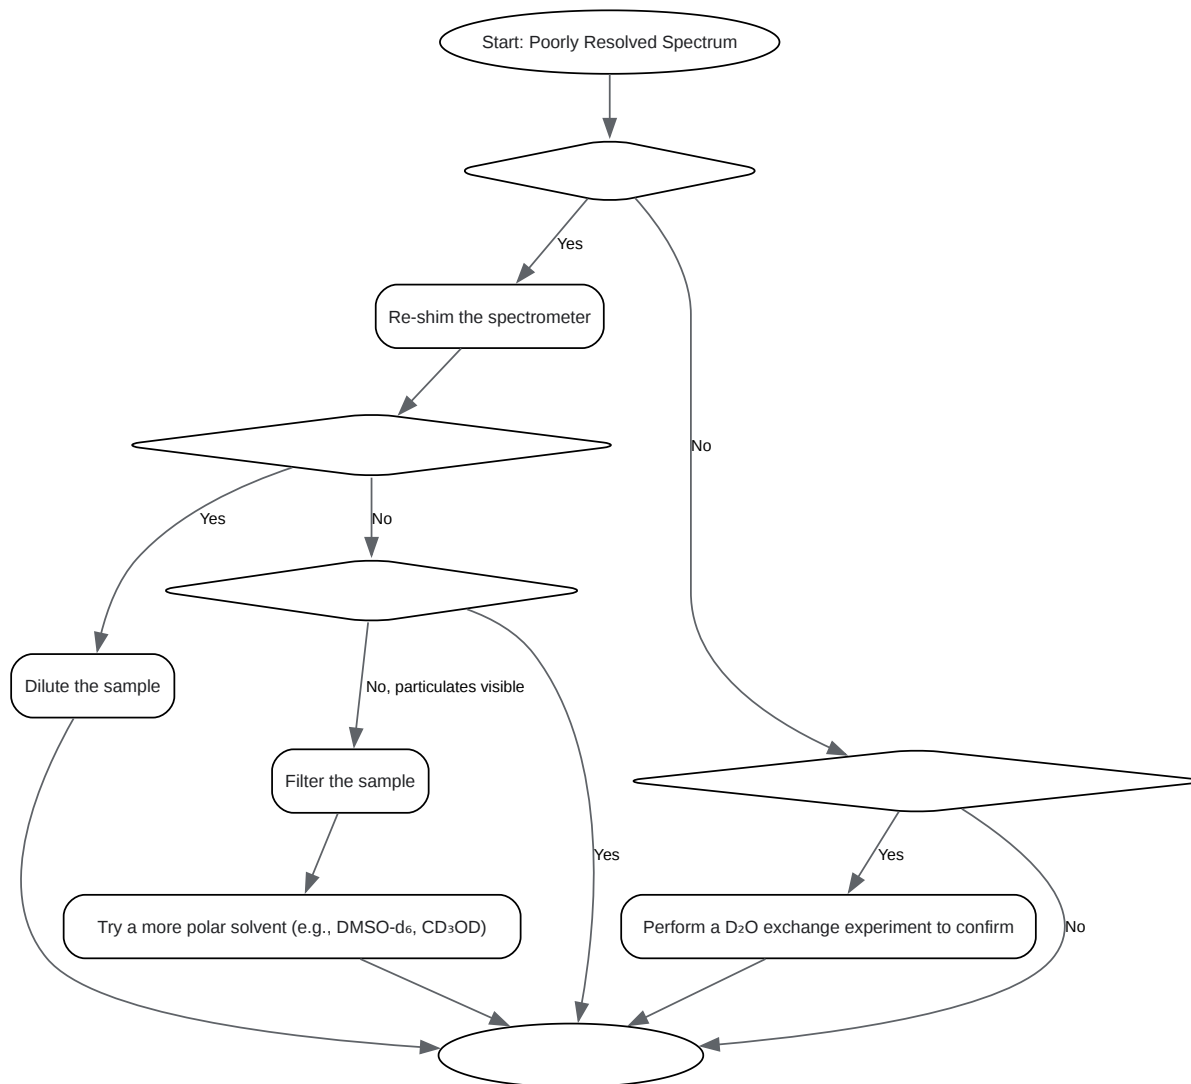 Start: Poorly Resolved Spectrum
Yes
Re-shim the spectrometer
No
Yes
No
Dilute the sample
No, particulates visible
Filter the sample
Yes
Yes
Try a more polar solvent (e.g., DMSO-d₆, CD₃OD)
Perform a D₂O exchange experiment to confirm
No